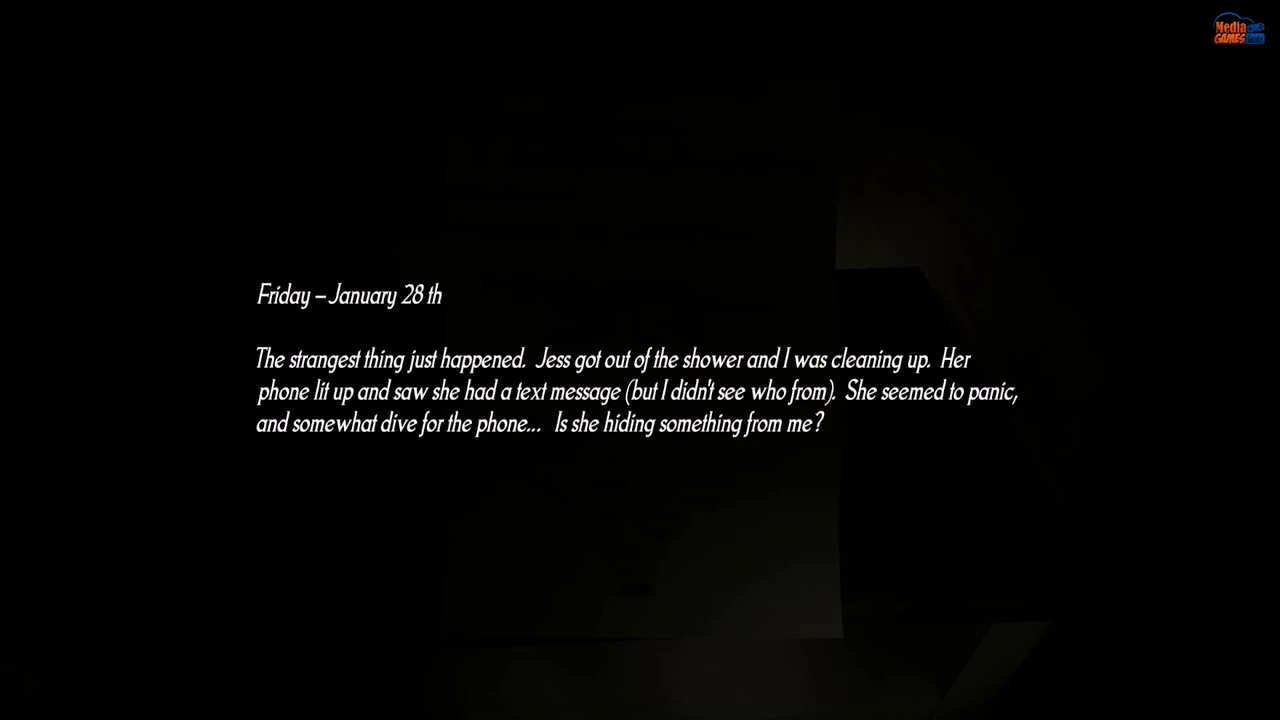 Media
GAMES
Friday – January 28 th
The strangest thing just happened. Jess got out of the shower and I was cleaning up. Her
phone lit up and saw she had a text message (but I didn't see who from). She seemed to panic,
and somewhat dive for the phone... Is she hiding something from me?